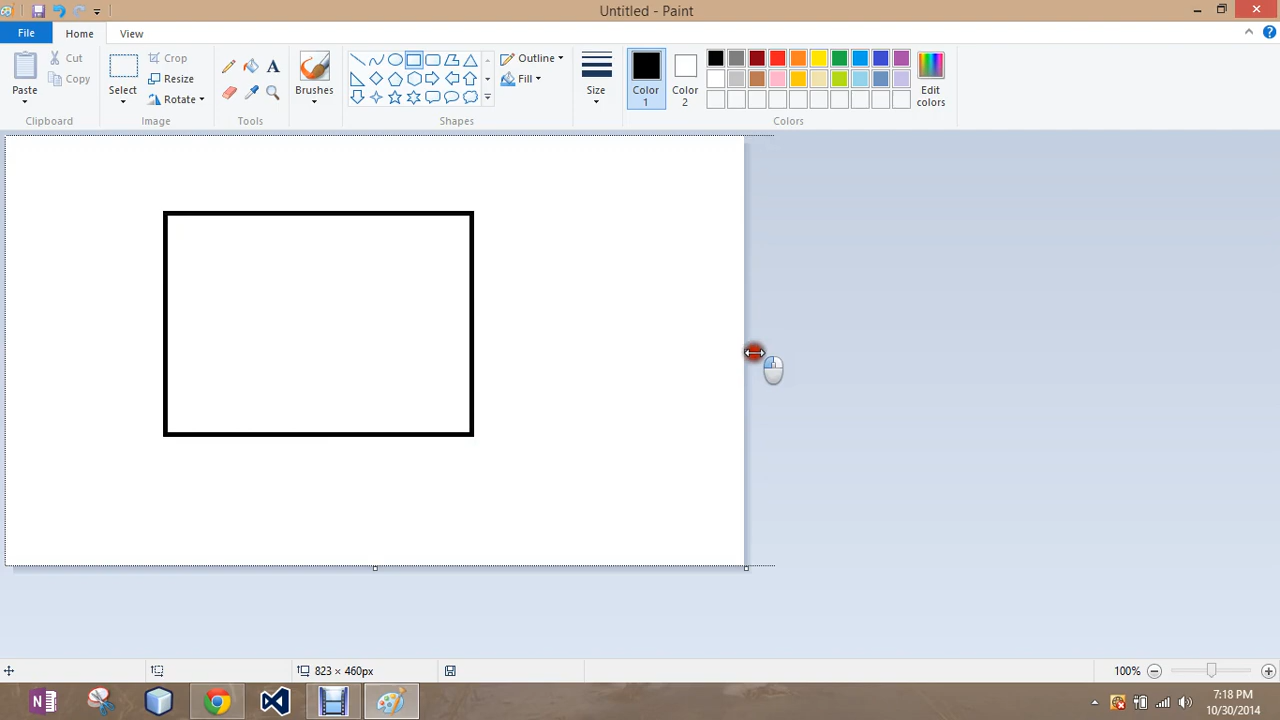 Untitled - Paint
File
Home
View
Paste
Cut
Copy
Clipboard
Select
Crop
Resize
Rotate
Image
A
Tools
Brushes
Outline
Fill
Shapes
Size
Color
1
Color
2
Edit
colors
Colors
823 × 460px
100%
N
7:18 PM
10/30/2014